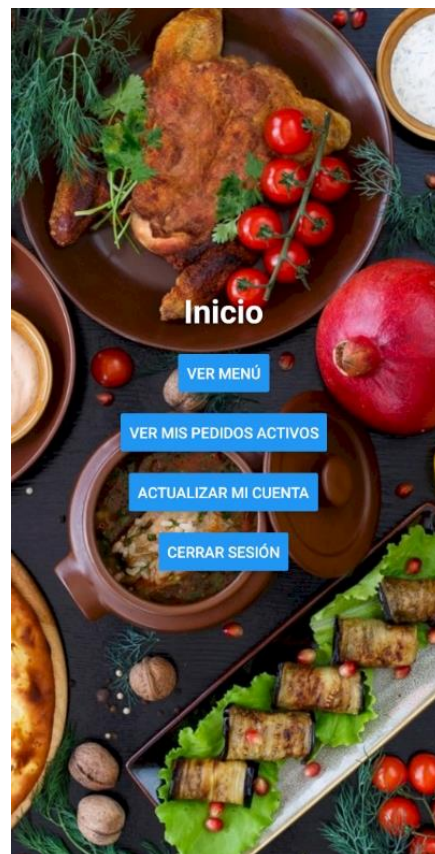 Inicio
VER MENÚ
VER MIS PEDIDOS ACTIVOS
ACTUALIZAR MI CUENTA
CERRAR SESIÓN